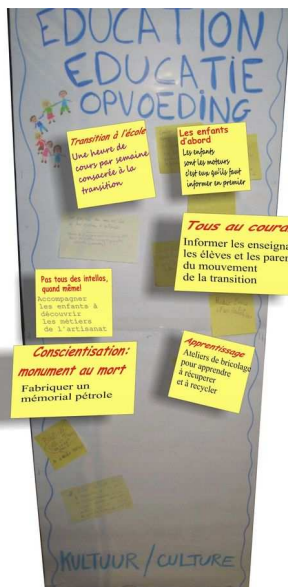 EDUCATION
EDUCATIE
OPVOEDING
Transition à l'école
Une heure de
cours par semaine
consacrée à la
transition
Les enfants
d'abord
Les enfants
sont les moteurs
c'est eux qu'ils faut
informer en premier
Tous au coura
Informer les enseigna
les élèves et les paren
du mouvement
de la transition
Pas tous des intellos,
quand même!
Accompagner
les enfants à
découvrir
les métiers
de l'artisanat
Conscientisation:
monument au mort
Fabriquer un
mémorial pétrole
Apprentissage
Ateliers de bricolage
pour apprendre
à récuperer
et à recycler
KULTUUR / CULTURE